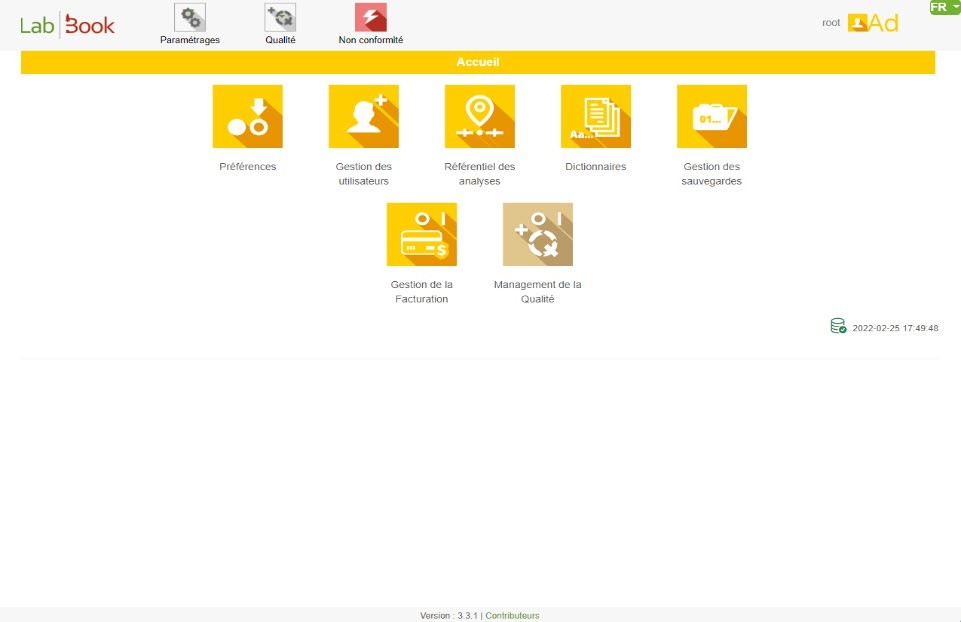 Lab Book
Paramétrages
Qualité
Non conformité
root
Ad
FR
Accueil
Aa...
01...
Préférences
Gestion des
utilisateurs
Référentiel des
analyses
Dictionnaires
Gestion des
sauvegardes
$
Gestion de la
Facturation
Management de la
Qualité
2022-02-25 17:49:48
Version : 3.3.1 | Contributeurs